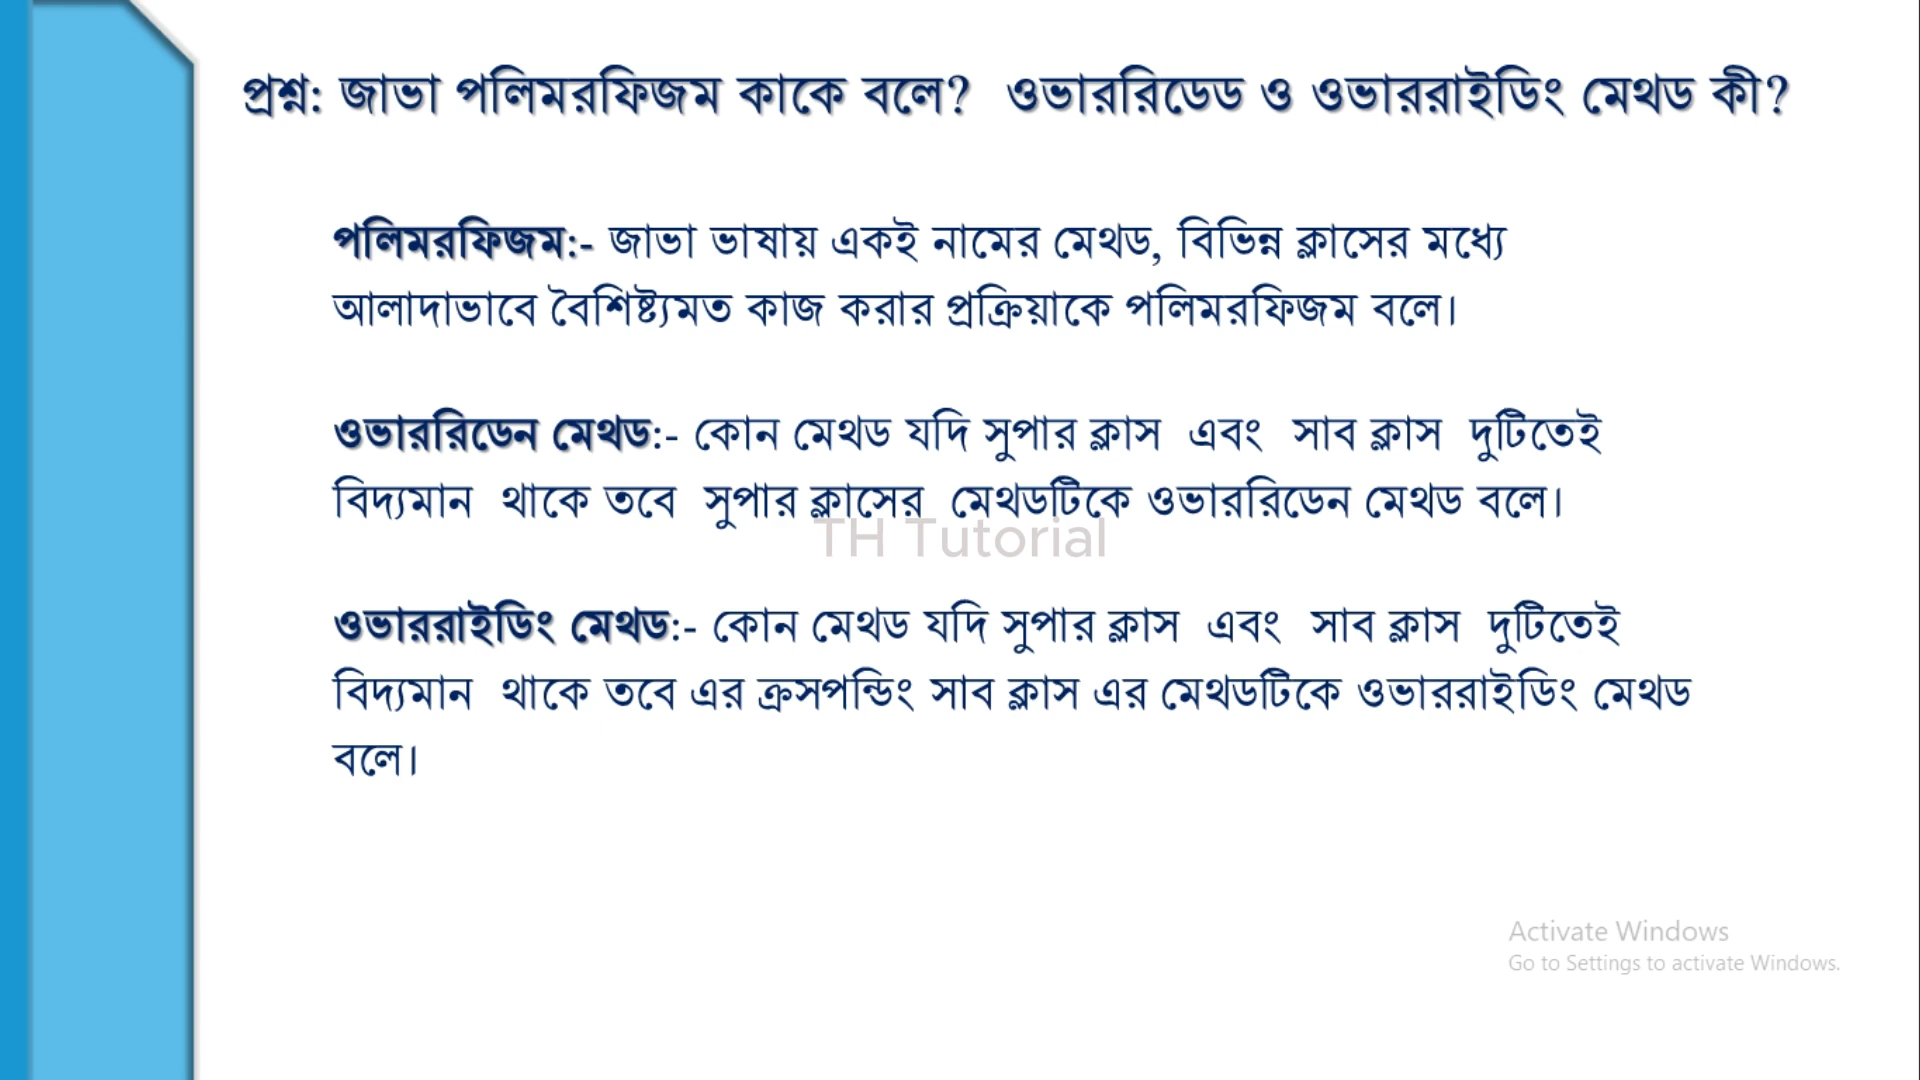 প্রশ্ন: জাভা পলিমরফিজম কাকে বলে? ওভাররিডেড ও ওভাররাইডিং মেথড কী?
পলিমরফিজম:- জাভা ভাষায় একই নামের মেথড, বিভিন্ন ক্লাসের মধ্যে
আলাদাভাবে বৈশিষ্ট্যমত কাজ করার প্রক্রিয়াকে পলিমরফিজম বলে।
ওভাররিডেন মেথড:- কোন মেথড যদি সুপার ক্লাস এবং সাব ক্লাস দুটিতেই
বিদ্যমান থাকে তবে সুপার ক্লাসের মেথডটিকে ওভাররিডেন মেথড বলে।
TH Tutorial
ওভাররাইডিং মেথড:- কোন মেথড যদি সুপার ক্লাস এবং সাব ক্লাস দুটিতেই
বিদ্যমান থাকে তবে এর ক্রসপন্ডিং সাব ক্লাস এর মেথডটিকে ওভাররাইডিং মেথড
বলে।
Activate Windows
Go to Settings to activate Windows.